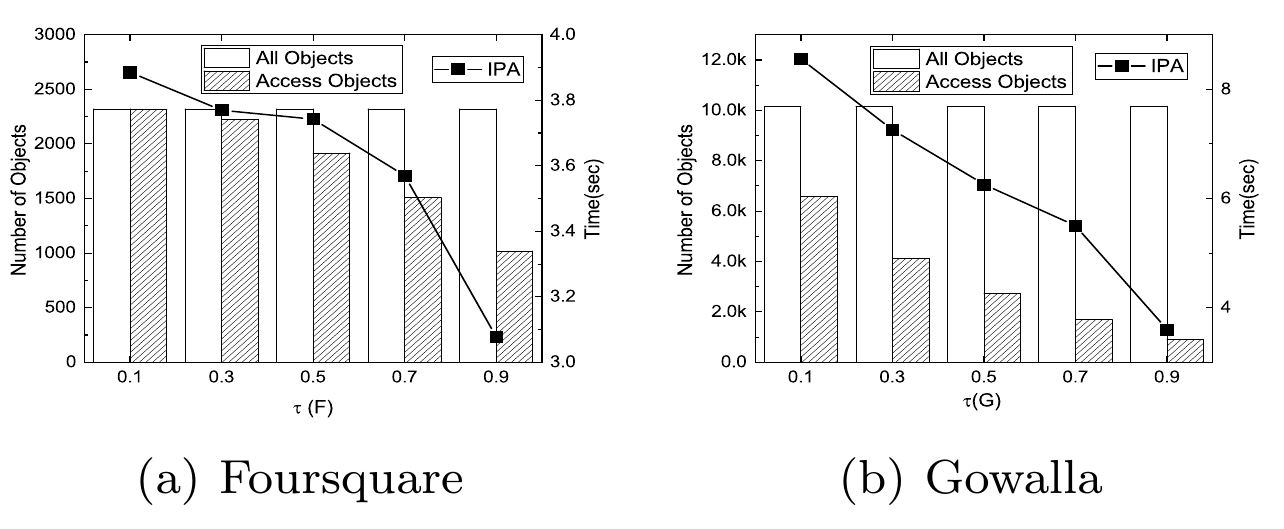 3000
2500
2000
1500
1000
500
0
Number of Objects
All Objects
Access Objects
IPA
4.0
3.8
3.6
3.4
3.2
3.0
Time(sec)
0.1 0.3 0.5 0.7 0.9
τ (F)
(a) Foursquare
12.0k
10.0k
8.0k
6.0k
4.0k
2.0k
0.0
Number of Objects
All Objects
Access Objects
IPA
8
6
4
Time(sec)
0.1 0.3 0.5 0.7 0.9
τ(G)
(b) Gowalla